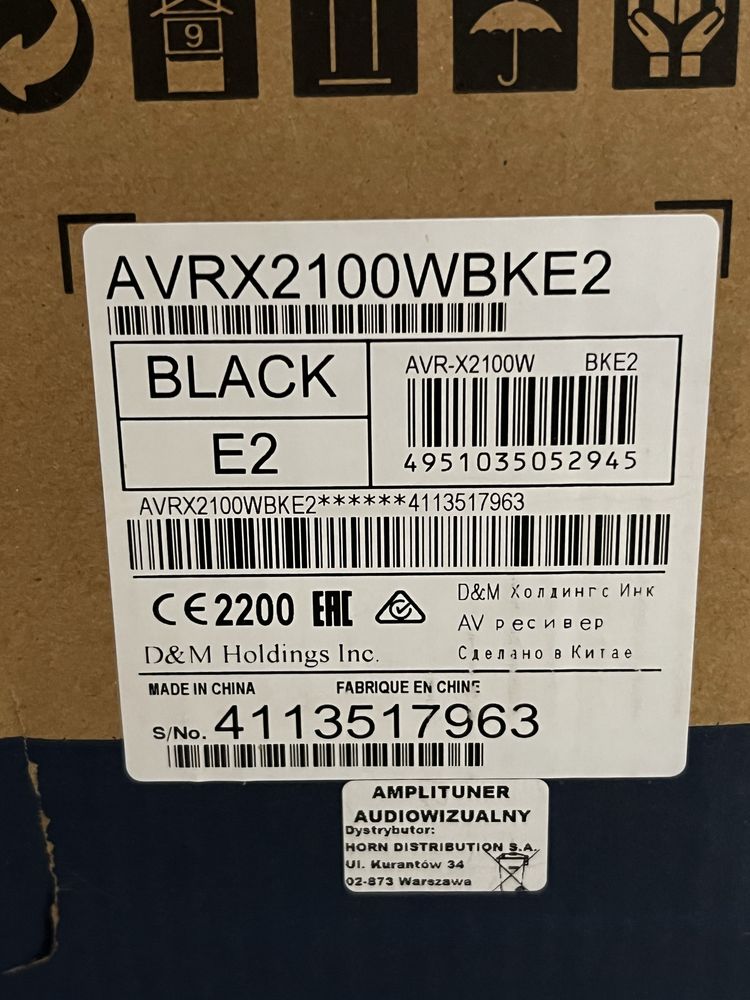 9
AVRX2100WBKE2
BLACK
E2
AVR-X2100W BKE2
4951035052945
AVRX2100WBKE2******4113517963
CE2200 EAC
D&M Holdings Inc.
D&M Холдингс Инк
AV ресивер
Сделано в Китае
MADE IN CHINA FABRIQUE EN CHINE
S/No. 4113517963
AMPLITUNER
AUDIOWIZUALNY
Dystrybutor:
HORN DISTRIBUTION S.A.
Ul. Kurantów 34
02-873 Warszawa